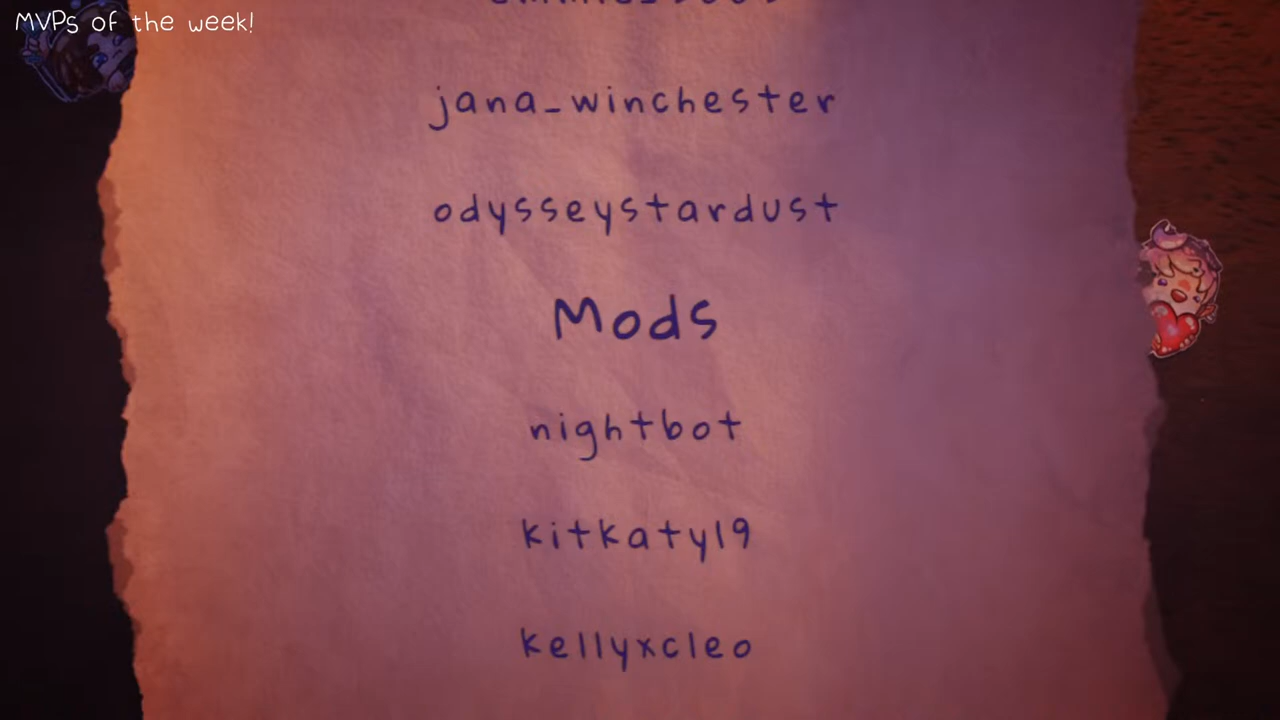 MVPs of the week!
jana_winchester
odysseystardust
Mods
nightbot
kitkaty19
kellyxcleo